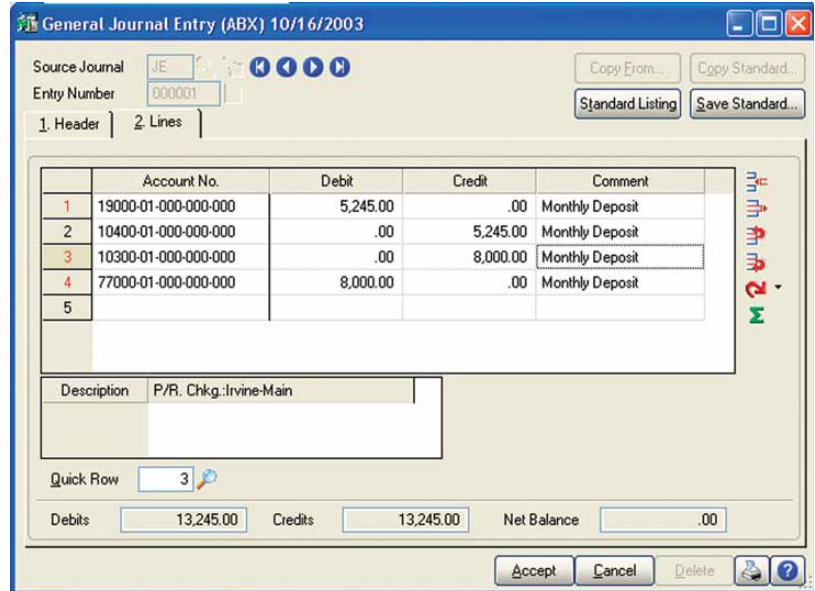 General Journal Entry (ABX) 10/16/2003
Source Journal JE Copy From... Copy Standard...
Entry Number 000001 Standard Listing Save Standard...
1. Header 2. Lines
Account No. Debit Credit Comment
1 19000-01-000-000-000 5,245.00 .00 Monthly Deposit
2 10400-01-000-000-000 .00 5,245.00 Monthly Deposit
3 10300-01-000-000-000 .00 8,000.00 Monthly Deposit
4 77000-01-000-000-000 8,000.00 .00 Monthly Deposit
5
Description P/R. Chkg.:Irvine-Main
Quick Row 3
Debits 13,245.00 Credits 13,245.00 Net Balance .00
Accept Cancel Delete